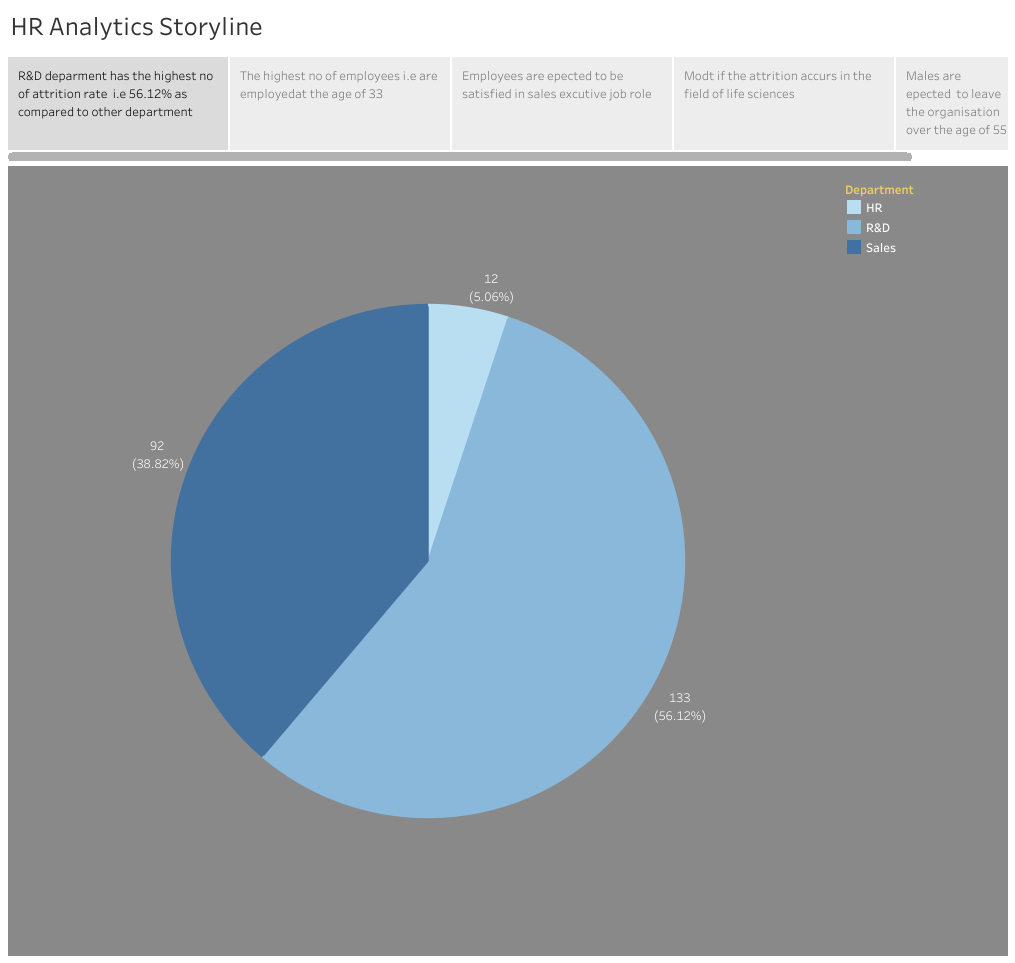 HR Analytics Storyline
R&D deparment has the highest no
of attrition rate  i.e 56.12% as
compared to other department
The highest no of employees i.e are
employedat the age of 33
Employees are epected to be
satisfied in sales excutive job role
Modt if the attrition accurs in the
field of life sciences
Males are
epected  to leave
the organisation
over the age of 55
Department
HR
R&D
Sales
12
(5.06%)
92
(38.82%)
133
(56.12%)